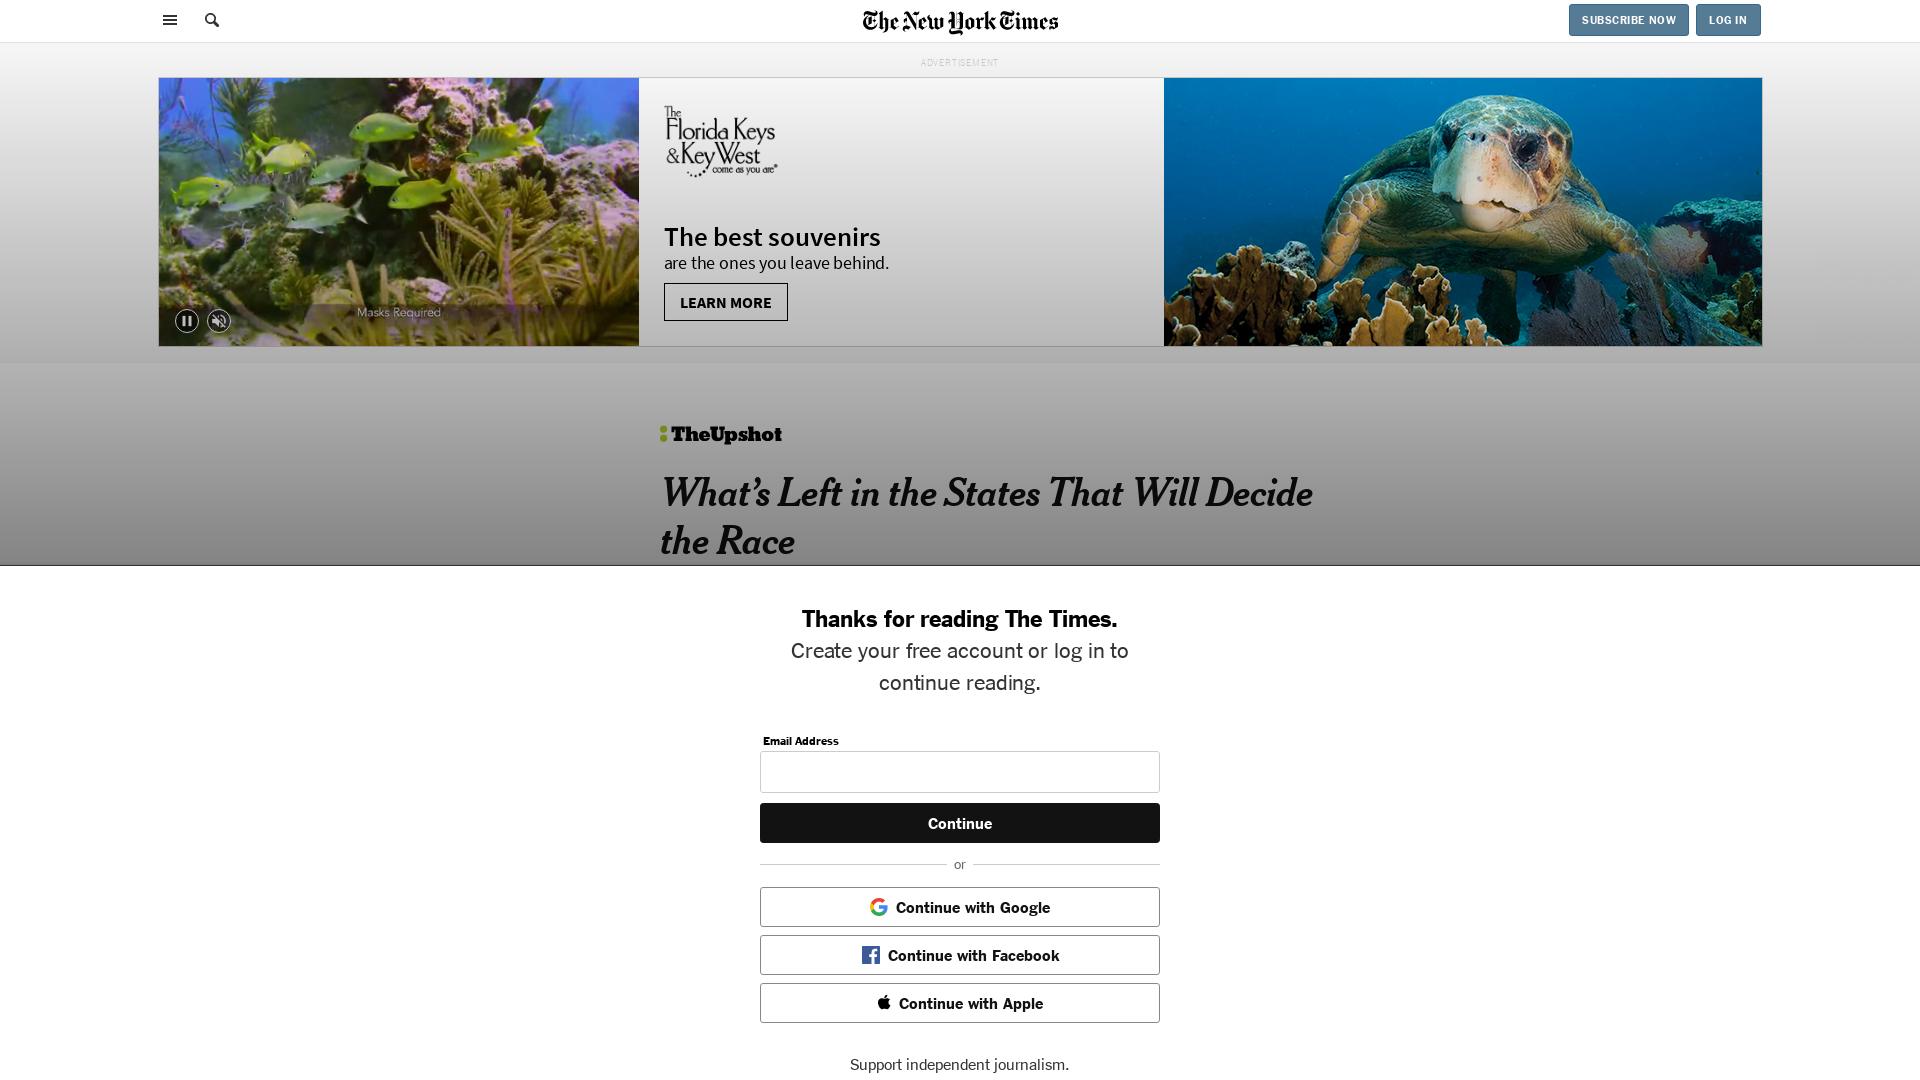 The New York Times
SUBSCRIBE NOW
LOG IN
ADVERTISEMENT
The
Florida Keys
& Key West
come as you are®
The best souvenirs
are the ones you leave behind.
LEARN MORE
Masks Required
TheUpshot
What’s Left in the States That Will Decide
the Race
Thanks for reading The Times.
Create your free account or log in to
continue reading.
Email Address
Continue
or
Continue with Google
Continue with Facebook
Continue with Apple
Support independent journalism.